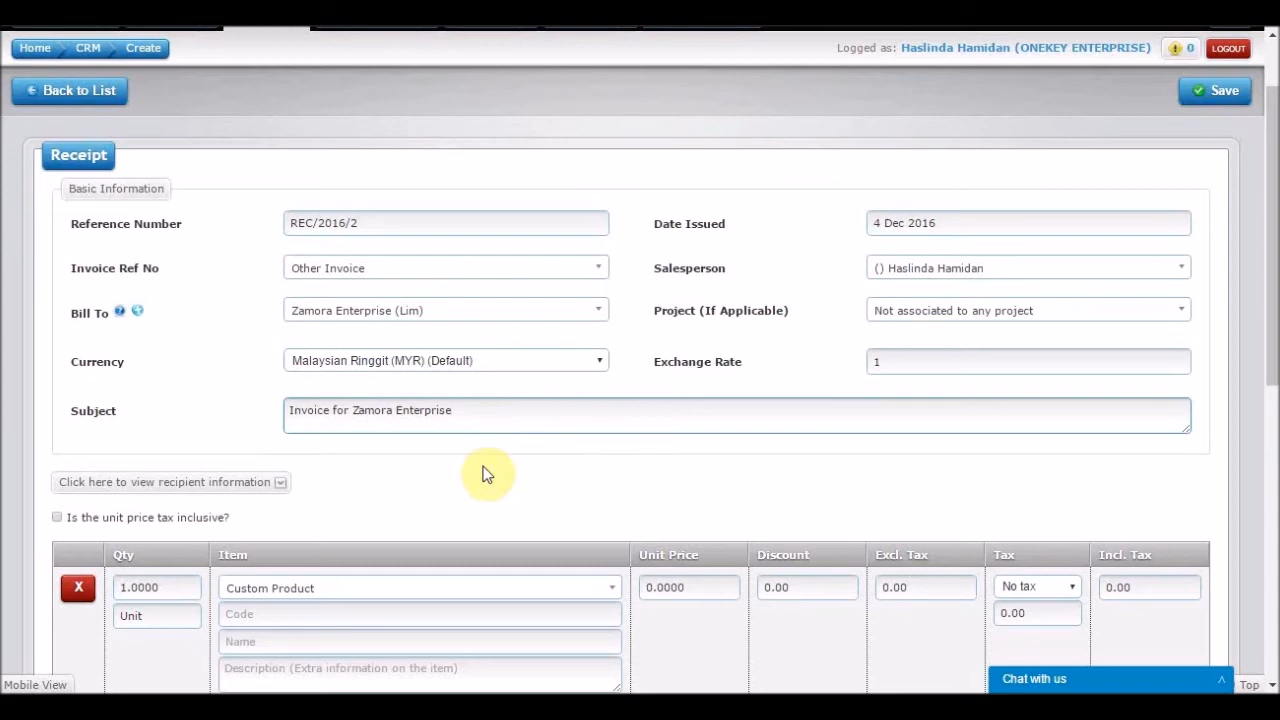 Home CRM Create Logged as: Haslinda Hamidan (ONEKEY ENTERPRISE) 0 LOGOUT
Back to List Save
Receipt
Basic Information
Reference Number REC/2016/2 Date Issued 4 Dec 2016
Invoice Ref No Other Invoice Salesperson () Haslinda Hamidan
Bill To Zamora Enterprise (Lim) Project (If Applicable) Not associated to any project
Currency Malaysian Ringgit (MYR) (Default) Exchange Rate 1
Subject Invoice for Zamora Enterprise
Click here to view recipient information
Is the unit price tax inclusive?
Qty Item Unit Price Discount Excl. Tax Tax Incl. Tax
X 1.0000 Custom Product 0.0000 0.00 0.00 No tax 0.00
Unit Code 0.00
Name
Description (Extra information on the item)
Mobile View Chat with us Top